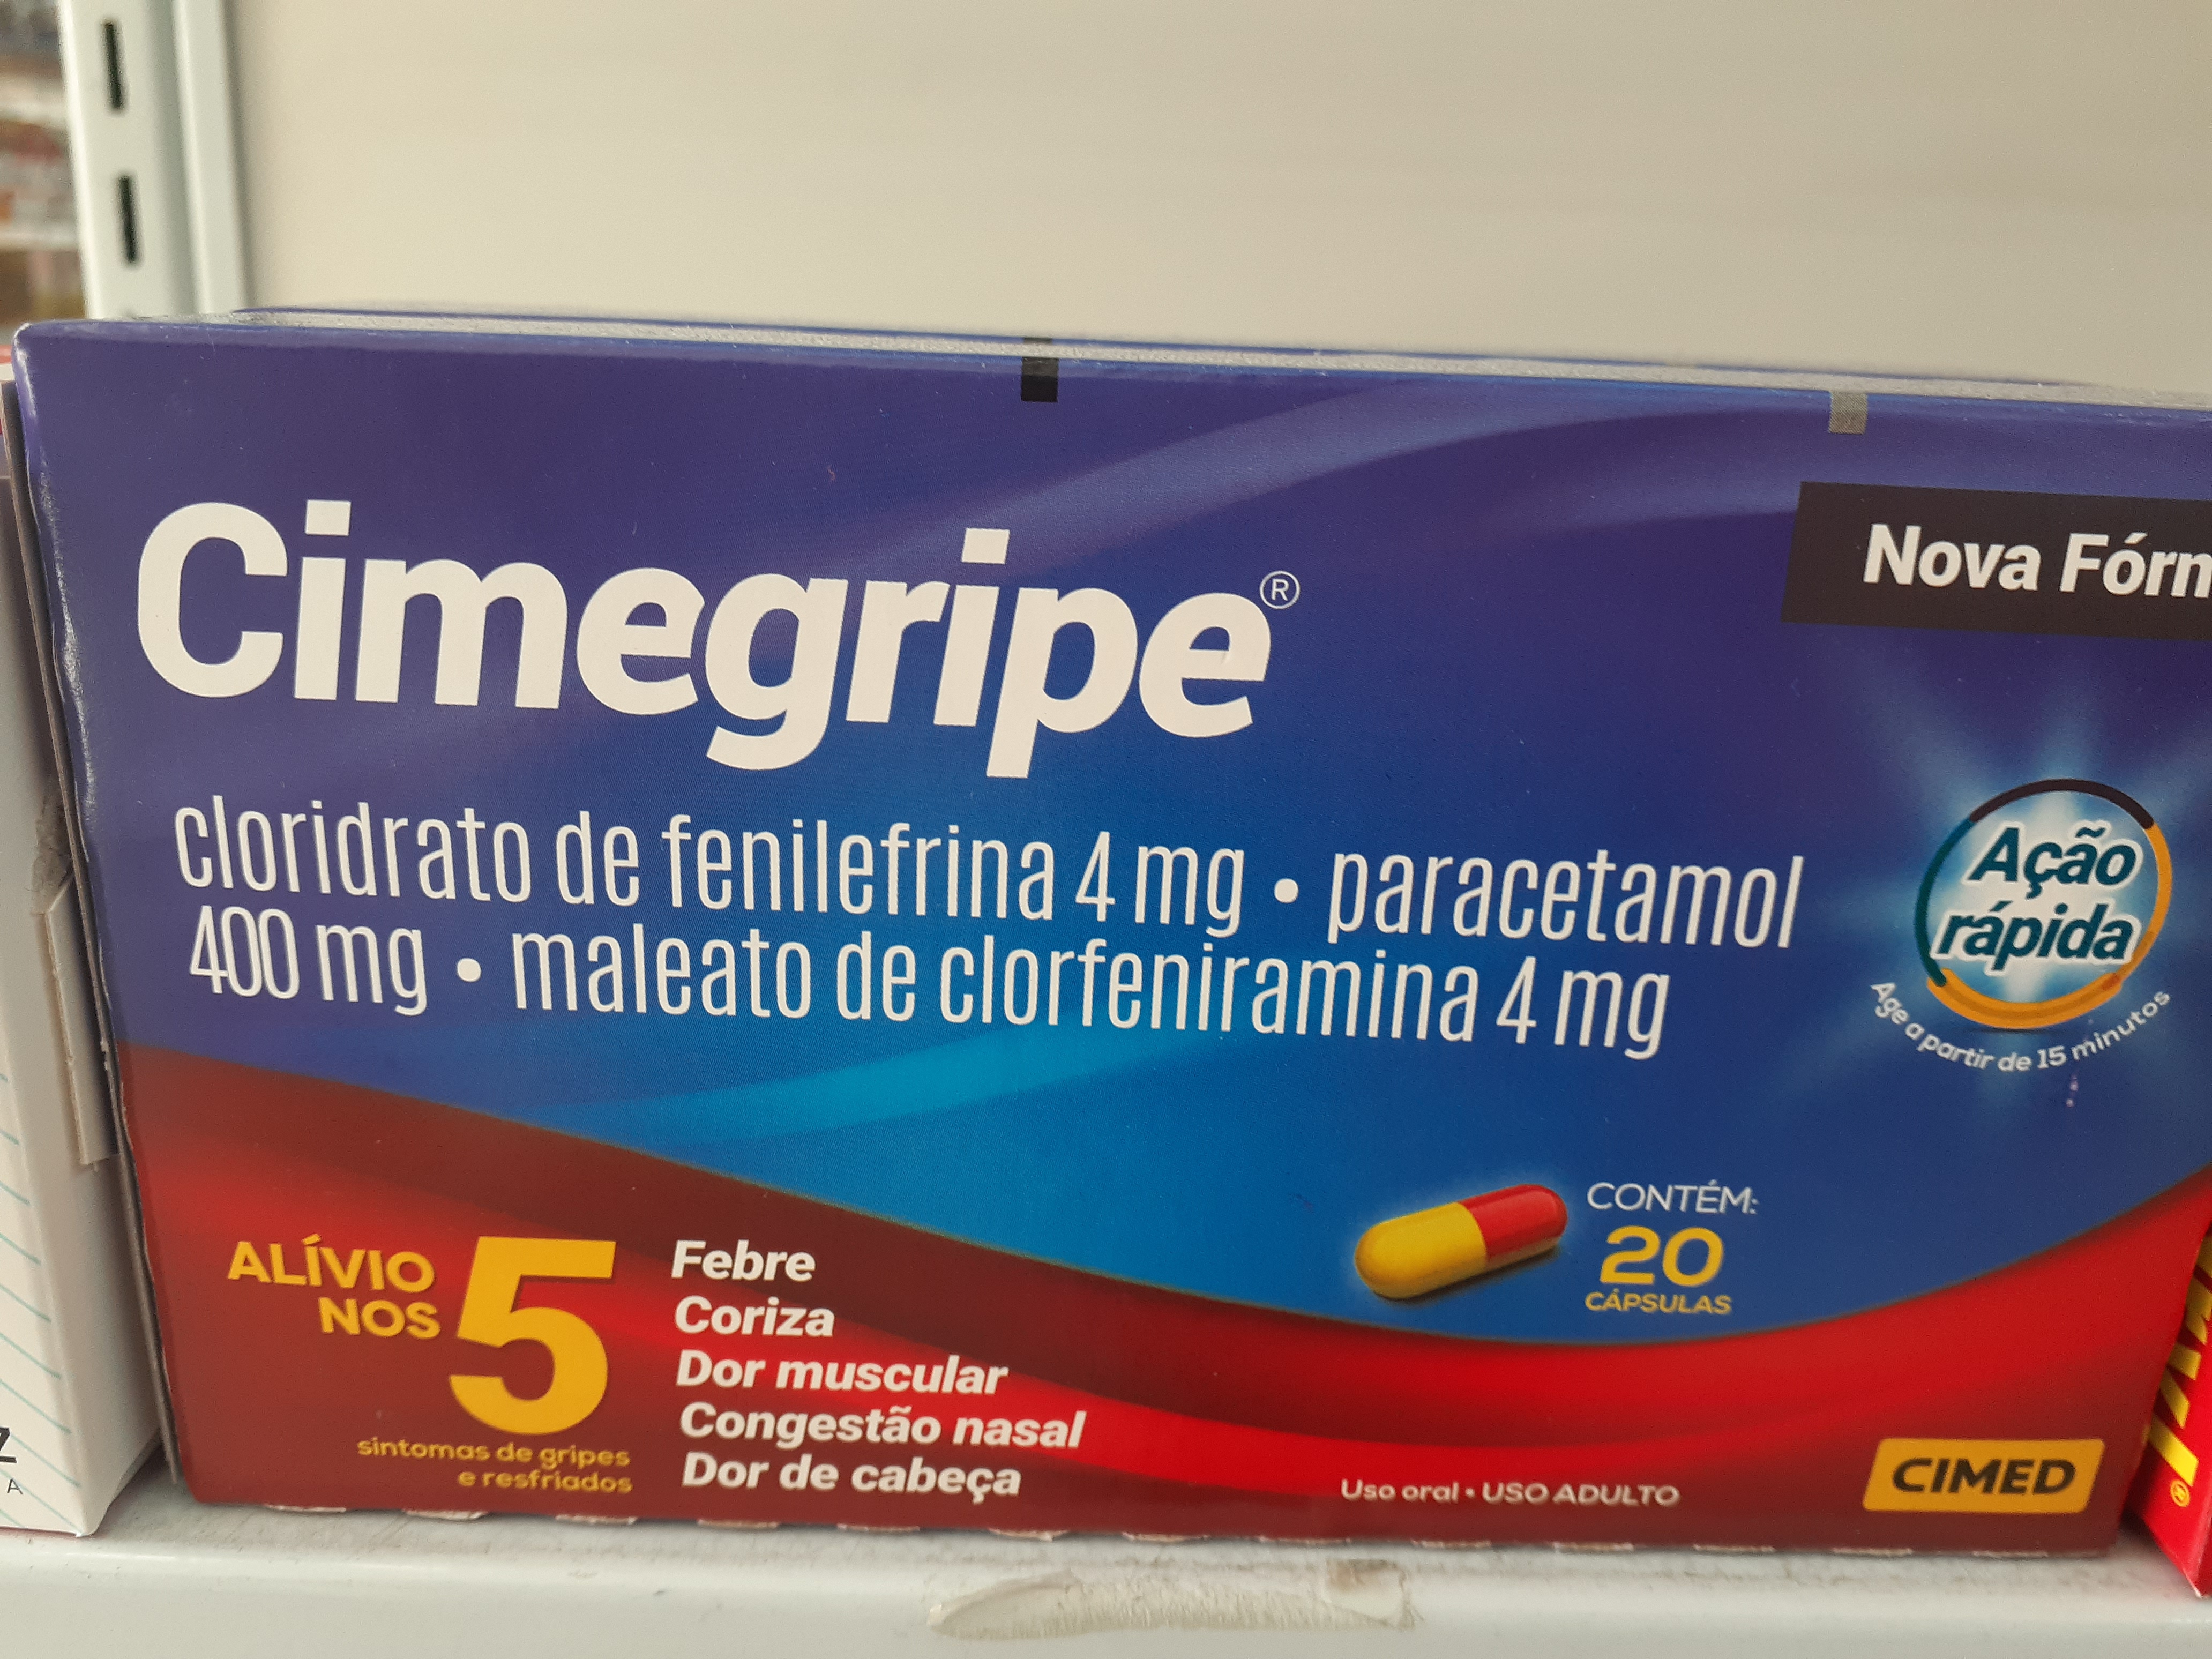 Cimegripe®
Nova Fórm
cloridrato de fenilefrina 4 mg • paracetamol
400 mg • maleato de clorfeniramina 4 mg
Ação
rápida
Age a partir de 15 minutos
CONTÉM:
20
CÁPSULAS
ALÍVIO
NOS 5
sintomas de gripes
e resfriados
Febre
Coriza
Dor muscular
Congestão nasal
Dor de cabeça
Uso oral • USO ADULTO
CIMED